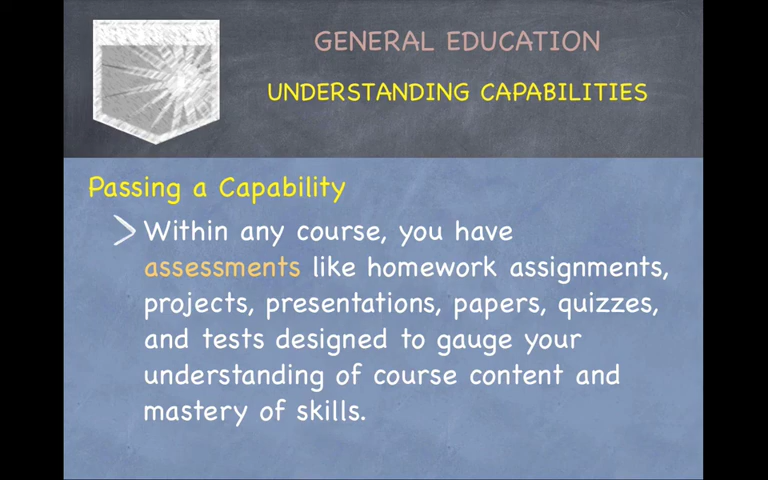 GENERAL EDUCATION
UNDERSTANDING CAPABILITIES
Passing a Capability
Within any course, you have
assessments like homework assignments,
projects, presentations, papers, quizzes,
and tests designed to gauge your
understanding of course content and
mastery of skills.